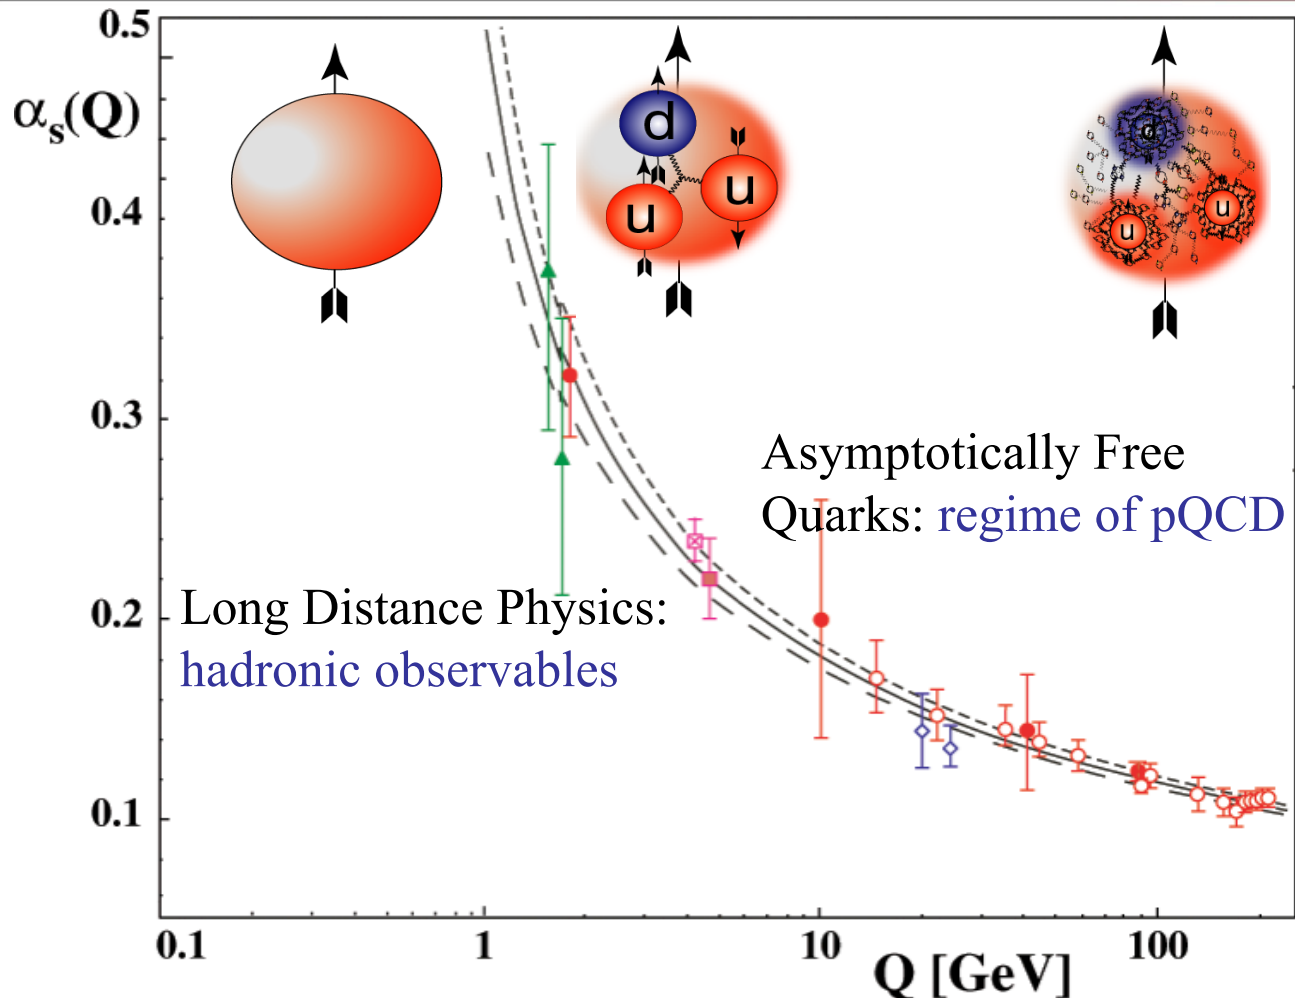 0.5
αs(Q)
0.4
0.3
0.2
0.1
d
u
u
d
u
u
Asymptotically Free
Quarks: regime of pQCD
Long Distance Physics:
hadronic observables
0.1
1
10
100
Q [GeV]